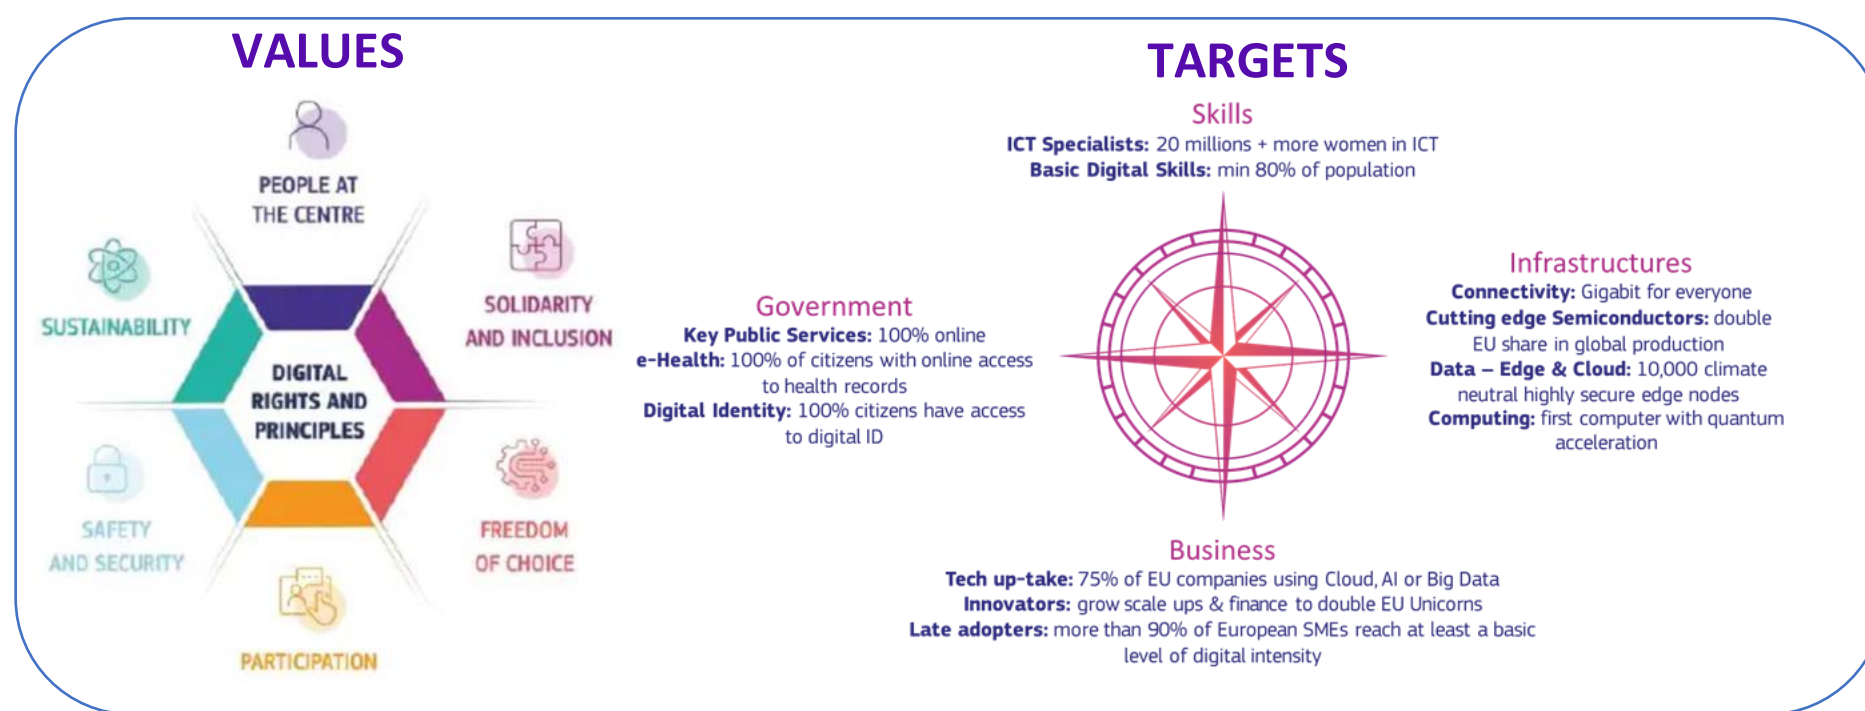 VALUES
PEOPLE AT
THE CENTRE
SOLIDARITY
AND INCLUSION
SUSTAINABILITY
DIGITAL
RIGHTS AND
PRINCIPLES
SAFETY
AND SECURITY
FREEDOM
OF CHOICE
PARTICIPATION
TARGETS
Skills
ICT Specialists: 20 millions + more women in ICT
Basic Digital Skills: min 80% of population
Government
Key Public Services: 100% online
e-Health: 100% of citizens with online access
to health records
Digital Identity: 100% citizens have access
to digital ID
Infrastructures
Connectivity: Gigabit for everyone
Cutting edge Semiconductors: double
EU share in global production
Data – Edge & Cloud: 10,000 climate
neutral highly secure edge nodes
Computing: first computer with quantum
acceleration
Business
Tech up-take: 75% of EU companies using Cloud, AI or Big Data
Innovators: grow scale ups & finance to double EU Unicorns
Late adopters: more than 90% of European SMEs reach at least a basic
level of digital intensity